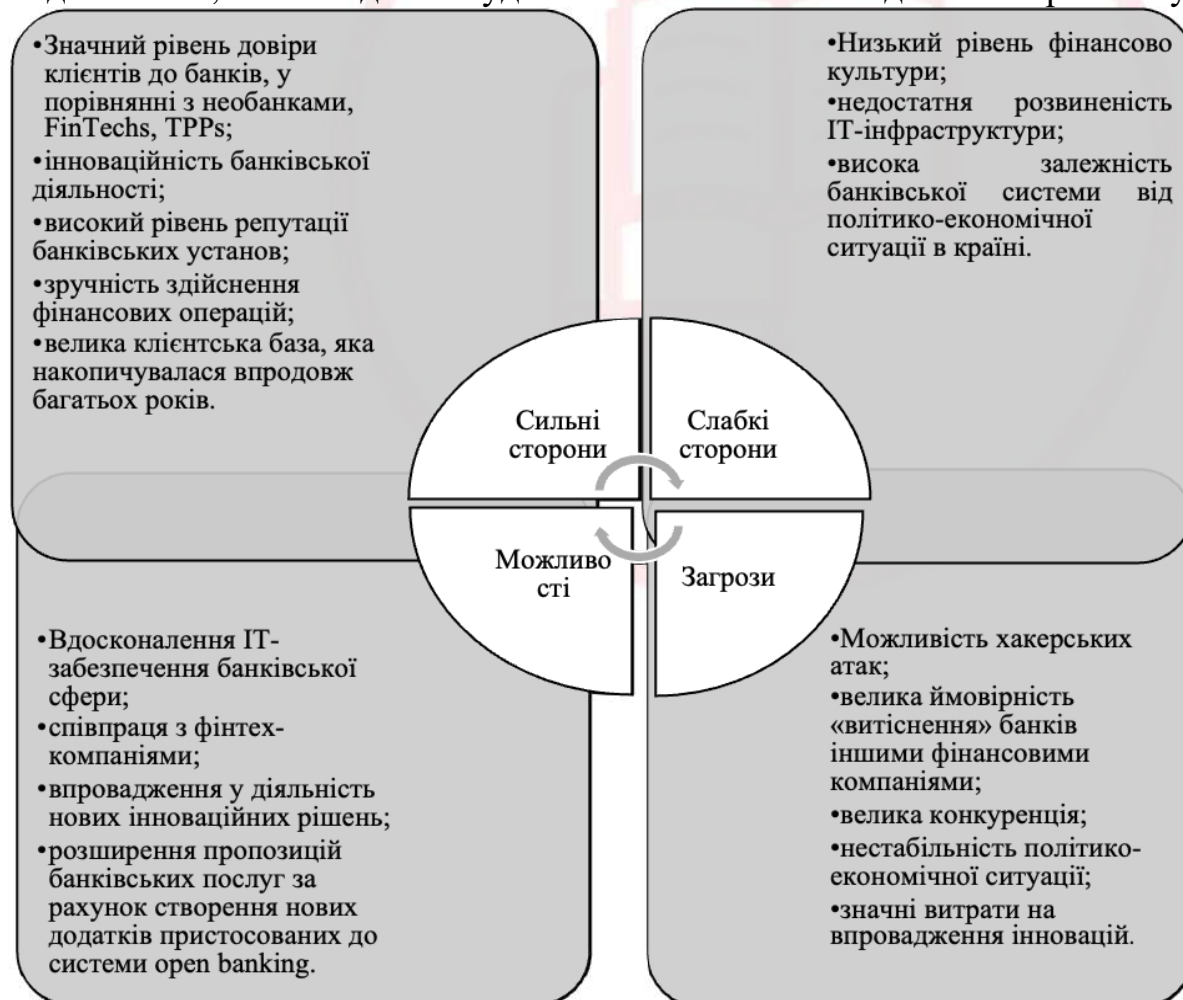 •Значний рівень довіри
клієнтів до банків, у
порівнянні з необанками,
FinTechs, TPPs;
•інноваційність банківської
діяльності;
•високий рівень репутації
банківських установ;
•зручність здійснення
фінансових операцій;
•велика клієнтська база, яка
накопичувалася впродовж
багатьох років.
•Низький рівень фінансово
культури;
•недостатня розвиненість
ІТ-інфраструктури;
•висока залежність
банківської системи від
політико-економічної
ситуації в країні.
Сильні
сторони
Слабкі
сторони
Можливо
сті
Загрози
•Вдосконалення ІТ-
забезпечення банківської
сфери;
•співпраця з фінтех-
компаніями;
•впровадження у діяльність
нових інноваційних рішень;
•розширення пропозицій
банківських послуг за
рахунок створення нових
додатків пристосованих до
системи open banking.
•Можливість хакерських
атак;
•велика ймовірність
«витіснення» банків
іншими фінансовими
компаніями;
•велика конкуренція;
•нестабільність політико-
економічної ситуації;
•значні витрати на
впровадження інновацій.